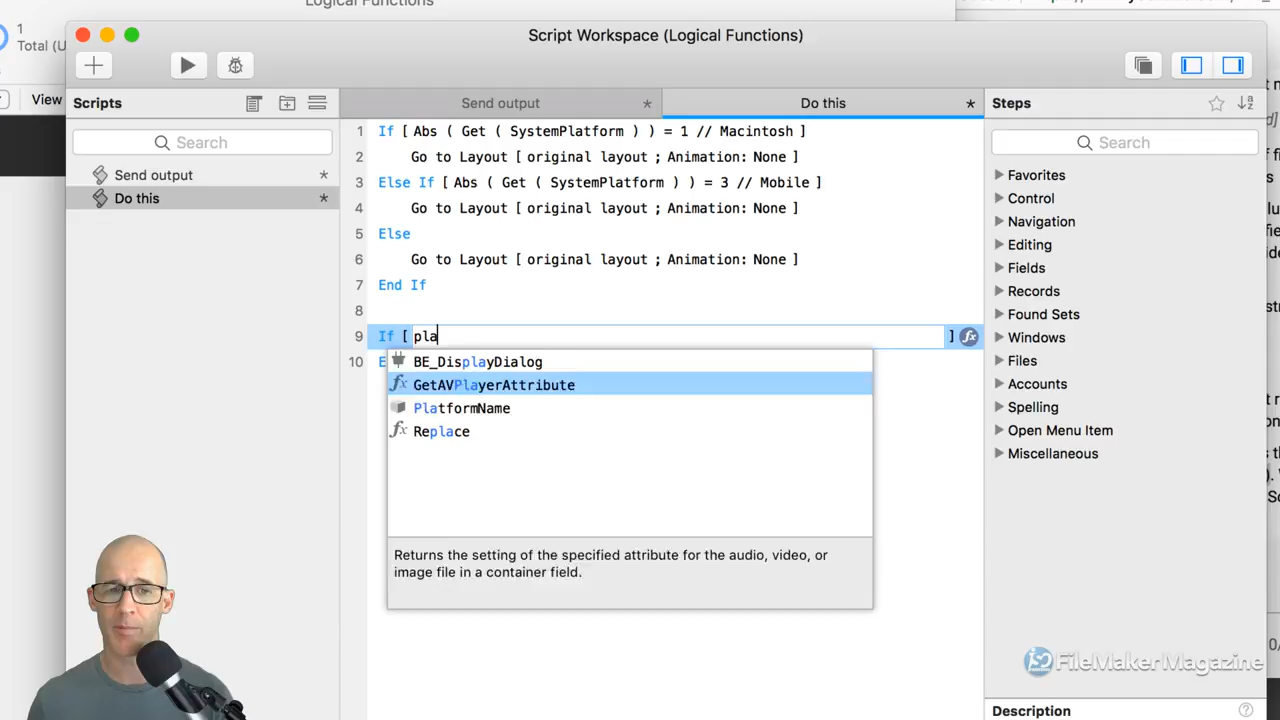 Logical Functions
1
Total (U
View
Script Workspace (Logical Functions)
Scripts
Send output *
Do this *
Steps
Search
Send output *
Do this *
1 If [ Abs ( Get ( SystemPlatform ) ) = 1 // Macintosh ]
2 Go to Layout [ original layout ; Animation: None ]
3 Else If [ Abs ( Get ( SystemPlatform ) ) = 3 // Mobile ]
4 Go to Layout [ original layout ; Animation: None ]
5 Else
6 Go to Layout [ original layout ; Animation: None ]
7 End If
8
9 If [ pla ] fx
10 E
BE_DisplayDialog
fx GetAVPlayerAttribute
PlatformName
fx Replace
Returns the setting of the specified attribute for the audio, video, or
image file in a container field.
Search
Favorites
Control
Navigation
Editing
Fields
Records
Found Sets
Windows
Files
Accounts
Spelling
Open Menu Item
Miscellaneous
FileMakerMagazine
Description